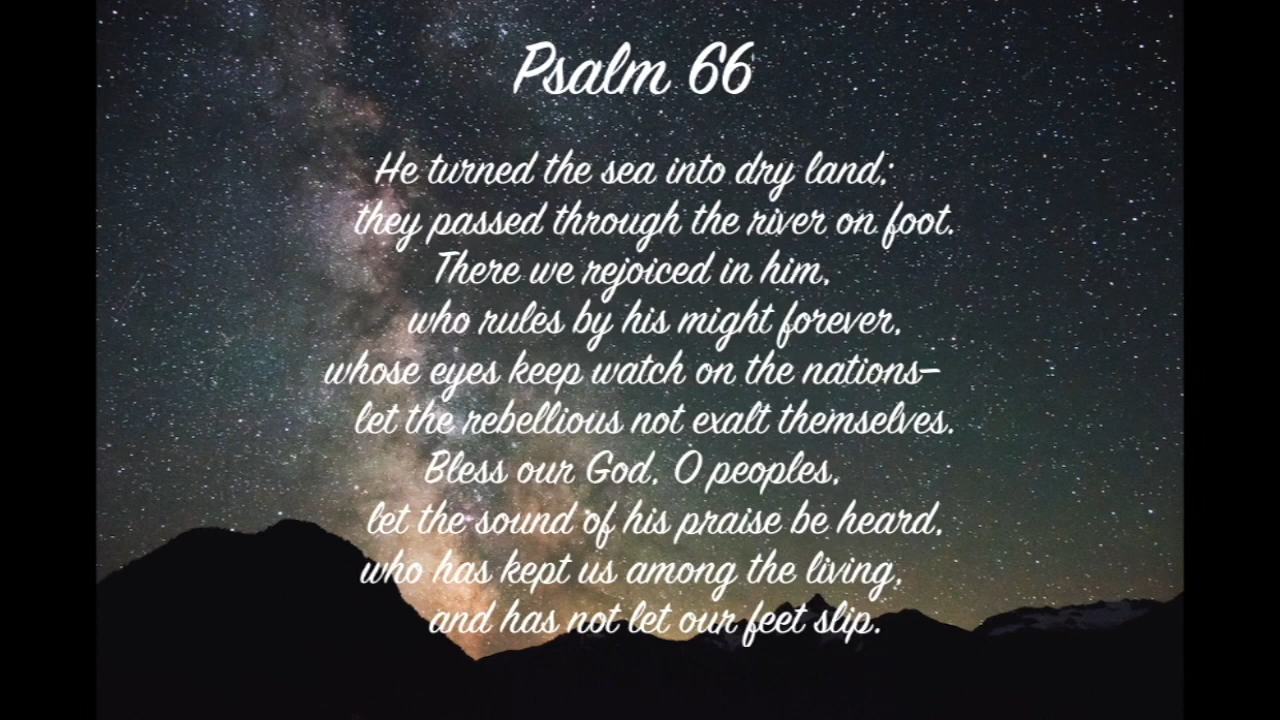 Psalm 66
He turned the sea into dry land;
they passed through the river on foot.
There we rejoiced in him,
who rules by his might forever,
whose eyes keep watch on the nations—
let the rebellious not exalt themselves.
Bless our God, O peoples,
let the sound of his praise be heard,
who has kept us among the living,
and has not let our feet slip.